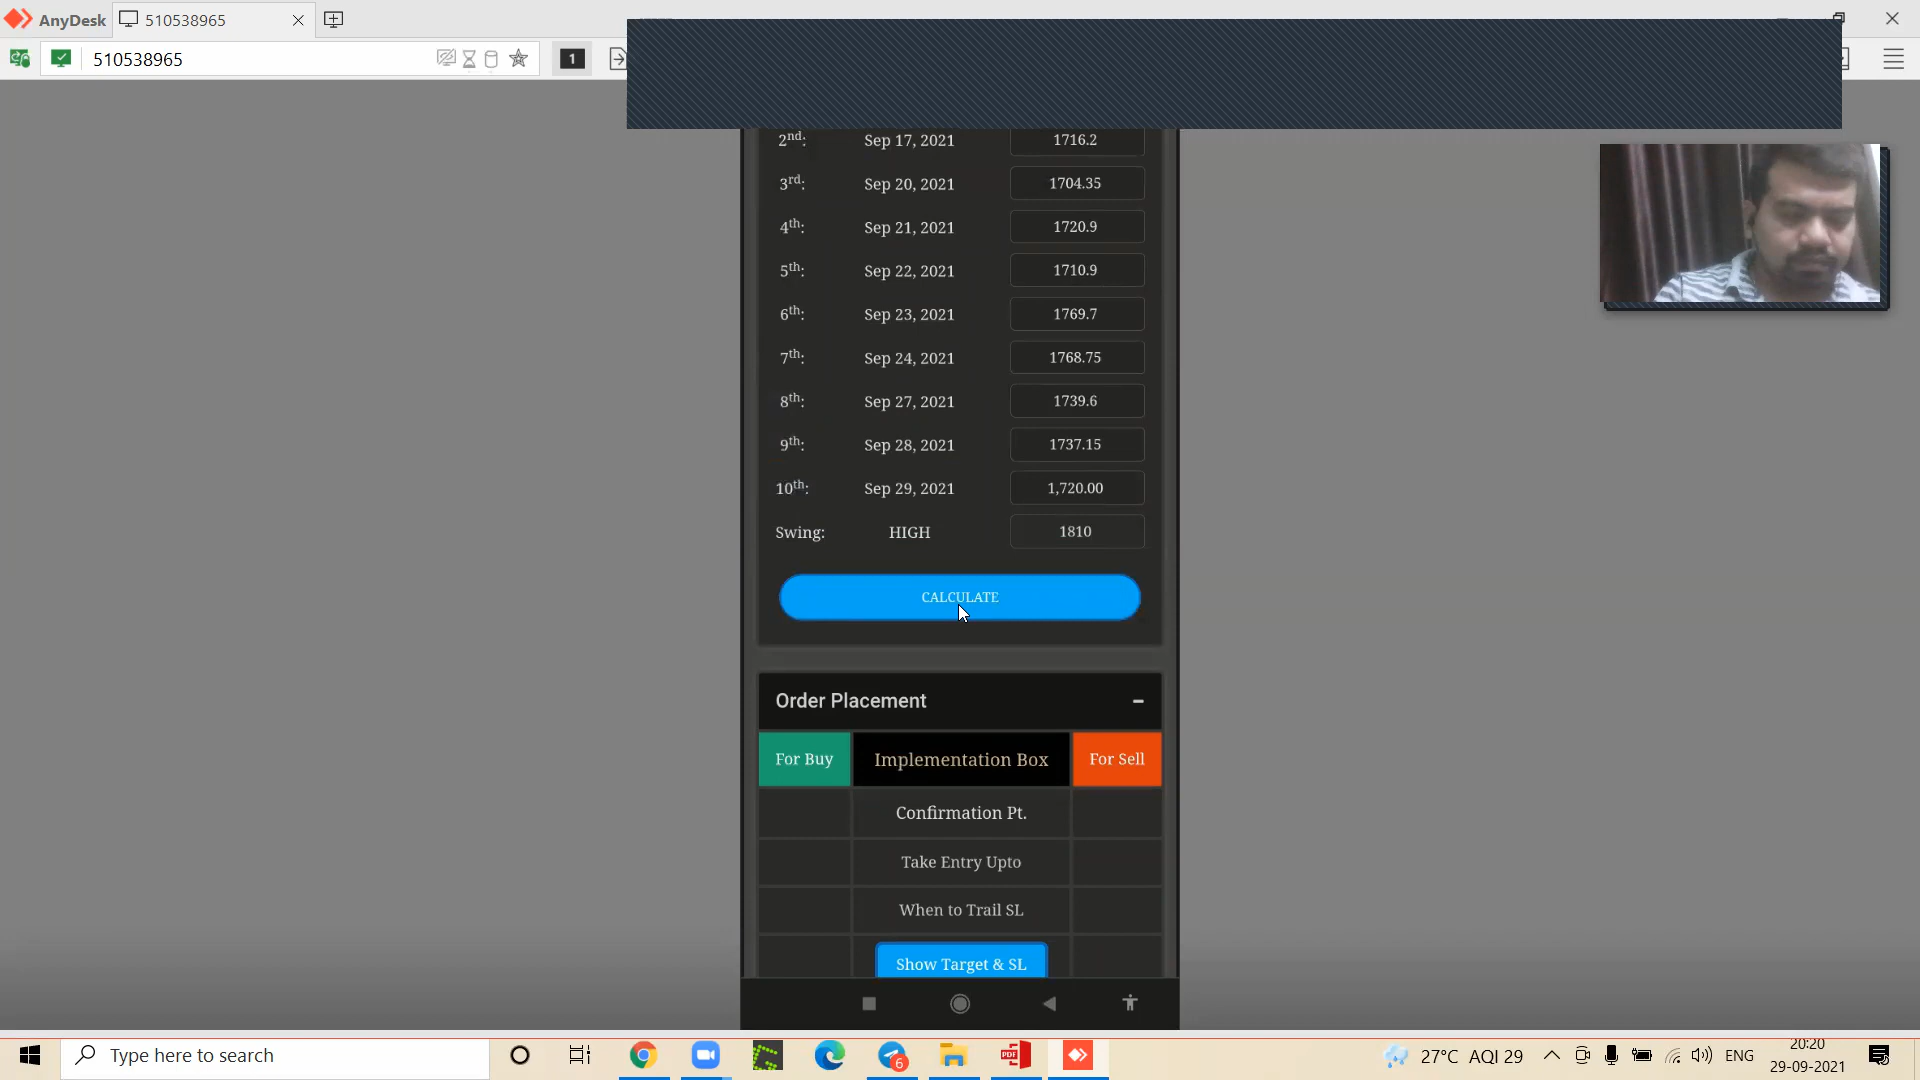 AnyDesk
510538965
510538965
1
2nd: Sep 17, 2021 1716.2
3rd: Sep 20, 2021 1704.35
4th: Sep 21, 2021 1720.9
5th: Sep 22, 2021 1710.9
6th: Sep 23, 2021 1769.7
7th: Sep 24, 2021 1768.75
8th: Sep 27, 2021 1739.6
9th: Sep 28, 2021 1737.15
10th: Sep 29, 2021 1,720.00
Swing: HIGH 1810
CALCULATE
Order Placement
For Buy Implementation Box For Sell
Confirmation Pt.
Take Entry Upto
When to Trail SL
Show Target & SL
Type here to search
6
PDF
27°C AQI 29
ENG
20:20
29-09-2021